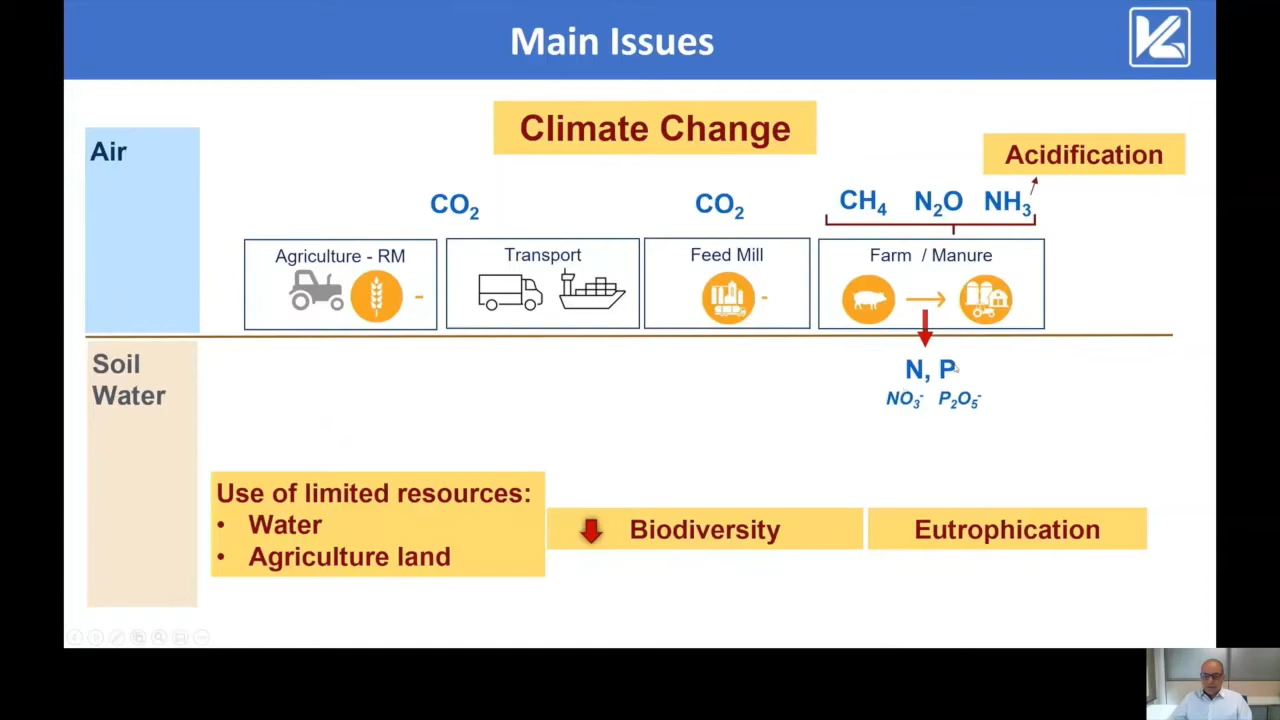 Main Issues
Climate Change
Air
Acidification
CO2
CO2
CH4 N2O NH3
Agriculture - RM
Transport
Feed Mill
Farm / Manure
-
-
Soil
Water
N, P
NO3- P2O5-
Use of limited resources:
• Water
• Agriculture land
Biodiversity
Eutrophication